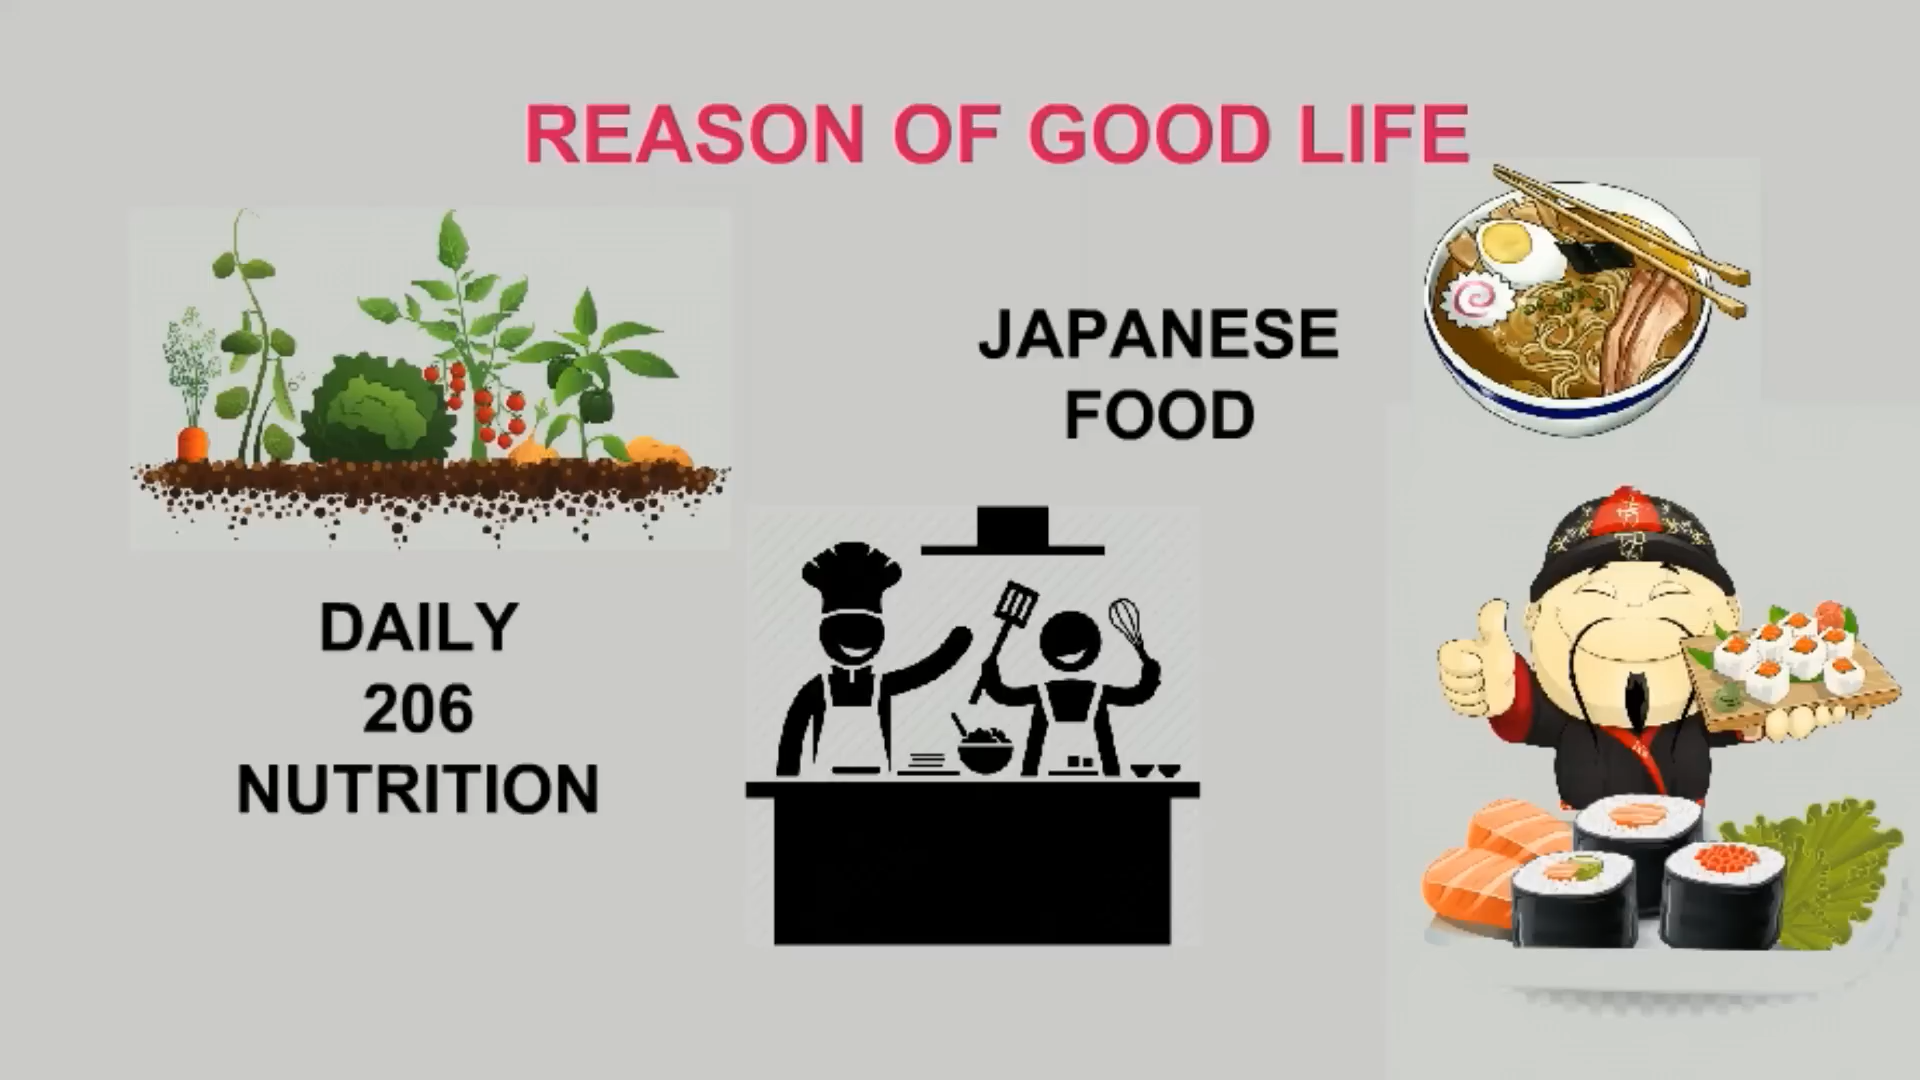 REASON OF GOOD LIFE
JAPANESE
FOOD
DAILY
206
NUTRITION